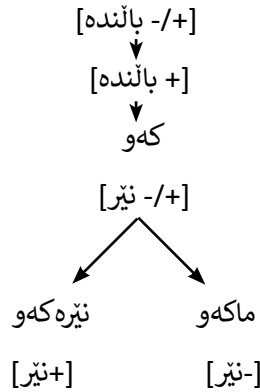 [+/- باڵندە]
[+ باڵندە]
کەو
[+/- نێر]
ماکەو نێرەکەو
[-نێر] [+نێر]